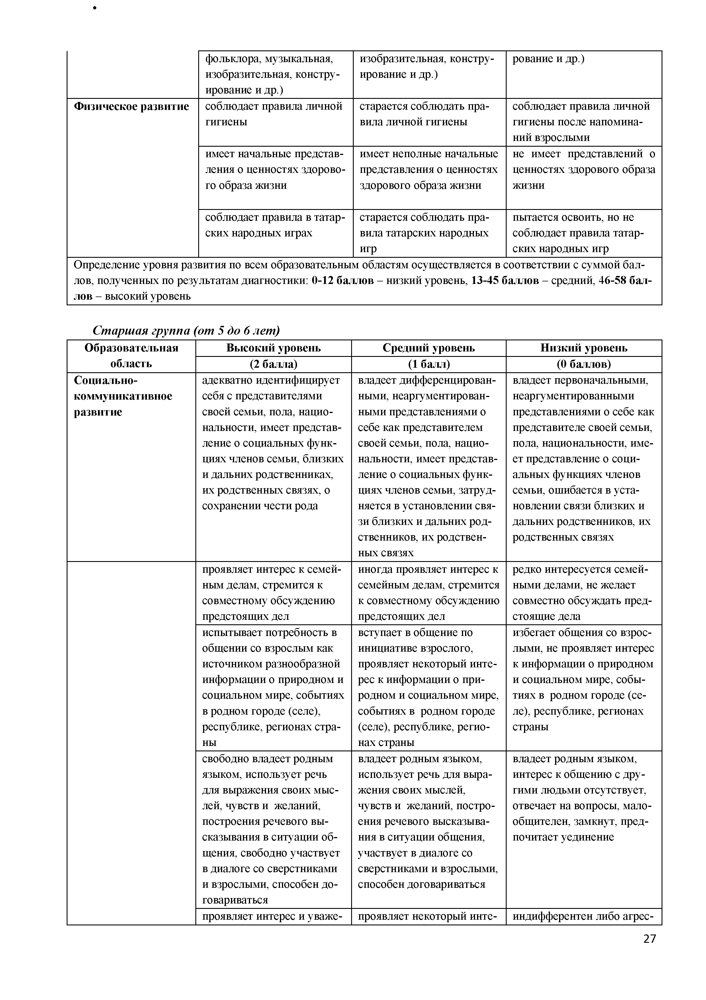 •
фольклора, музыкальная,
изобразительная, констру-
ирование и др.)
изобразительная, констру-
ирование и др.)
рование и др.)
Физическое развитие
соблюдает правила личной
гигиены
старается соблюдать пра-
вила личной гигиены
соблюдает правила личной
гигиены после напомина-
ний взрослыми
имеет начальные представ-
ления о ценностях здорово-
го образа жизни
имеет неполные начальные
представления о ценностях
здорового образа жизни
не имеет представлений о
ценностях здорового образа
жизни
соблюдает правила в татар-
ских народных играх
старается соблюдать пра-
вила татарских народных
игр
пытается освоить, но не
соблюдает правила татар-
ских народных игр
Определение уровня развития по всем образовательным областям осуществляется в соответствии с суммой бал-
лов, полученных по результатам диагностики: 0-12 баллов – низкий уровень, 13-45 баллов – средний, 46-58 бал-
лов – высокий уровень
Старшая группа (от 5 до 6 лет)
Образовательная
область
Высокий уровень
Средний уровень
Низкий уровень
(2 балла)
(1 балл)
(0 баллов)
Социально-
коммуникативное
развитие
адекватно идентифицирует
себя с представителями
своей семьи, пола, нацио-
нальности, имеет представ-
ление о социальных функ-
циях членов семьи, близких
и дальних родственниках,
их родственных связях, о
сохранении чести рода
владеет дифференцирован-
ными, неаргументирован-
ными представлениями о
себе как представителем
своей семьи, пола, нацио-
нальности, имеет представ-
ление о социальных функ-
циях членов семьи, затруд-
няется в установлении свя-
зи близких и дальних род-
ственников, их родствен-
ных связях
владеет первоначальными,
неаргументированными
представлениями о себе как
представителе своей семьи,
пола, национальности, име-
ет представление о соци-
альных функциях членов
семьи, ошибается в уста-
новлении связи близких и
дальних родственников, их
родственных связях
проявляет интерес к семей-
ным делам, стремится к
совместному обсуждению
предстоящих дел
иногда проявляет интерес к
семейным делам, стремится
к совместному обсуждению
предстоящих дел
редко интересуется семей-
ными делами, не желает
совместно обсуждать пред-
стоящие дела
испытывает потребность в
общении со взрослым как
источником разнообразной
информации о природном и
социальном мире, событиях
в родном городе (селе),
республике, регионах стра-
ны
вступает в общение по
инициативе взрослого,
проявляет некоторый инте-
рес к информации о при-
родном и социальном мире,
событиях в  родном городе
(селе), республике, регио-
нах страны
избегает общения со взрос-
лыми, не проявляет интерес
к информации о природном
и социальном мире, собы-
тиях в  родном городе (се-
ле), республике, регионах
страны
свободно владеет родным
языком, использует речь
для выражения своих мыс-
лей, чувств и  желаний,
построения речевого вы-
сказывания в ситуации об-
щения, свободно участвует
в диалоге со сверстниками
и взрослыми, способен до-
говариваться
владеет родным языком,
использует речь для выра-
жения своих мыслей,
чувств и  желаний, постро-
ения речевого высказыва-
ния в ситуации общения,
участвует в диалоге со
сверстниками и взрослыми,
способен договариваться
владеет родным языком,
интерес к общению с дру-
гими людьми отсутствует,
отвечает на вопросы, мало-
общителен, замкнут, пред-
почитает уединение
проявляет интерес и уваже-
проявляет некоторый инте-
индифферентен либо агрес-
27